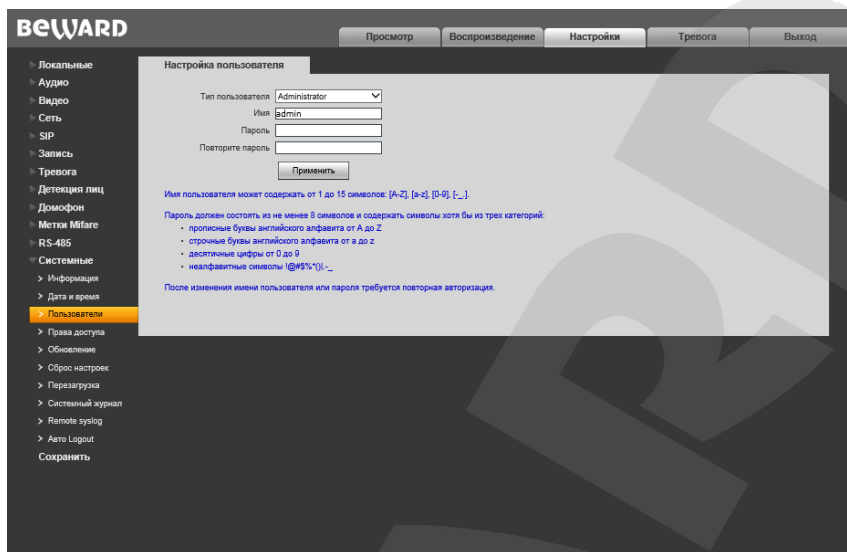 BEWARD
Просмотр
Воспроизведение
Настройки
Тревога
Выход
Локальные
Аудио
Видео
Сеть
SIP
Запись
Тревога
Детекция лиц
Домофон
Метки Mifare
RS-485
Системные
Информация
Дата и время
Пользователи
Права доступа
Обновление
Сброс настроек
Перезагрузка
Системный журнал
Remote syslog
Авто Logout
Сохранить
Настройка пользователя
Тип пользователя Administrator
Имя admin
Пароль
Повторите пароль
Применить
Имя пользователя может содержать от 1 до 15 символов: [A-Z], [a-z], [0-9], [-_.].
Пароль должен состоять из не менее 8 символов и содержать символы хотя бы из трех категорий:
• прописные буквы английского алфавита от A до Z
• строчные буквы английского алфавита от a до z
• десятичные цифры от 0 до 9
• неалфавитные символы !@#$%*()|.-_
После изменения имени пользователя или пароля требуется повторная авторизация.